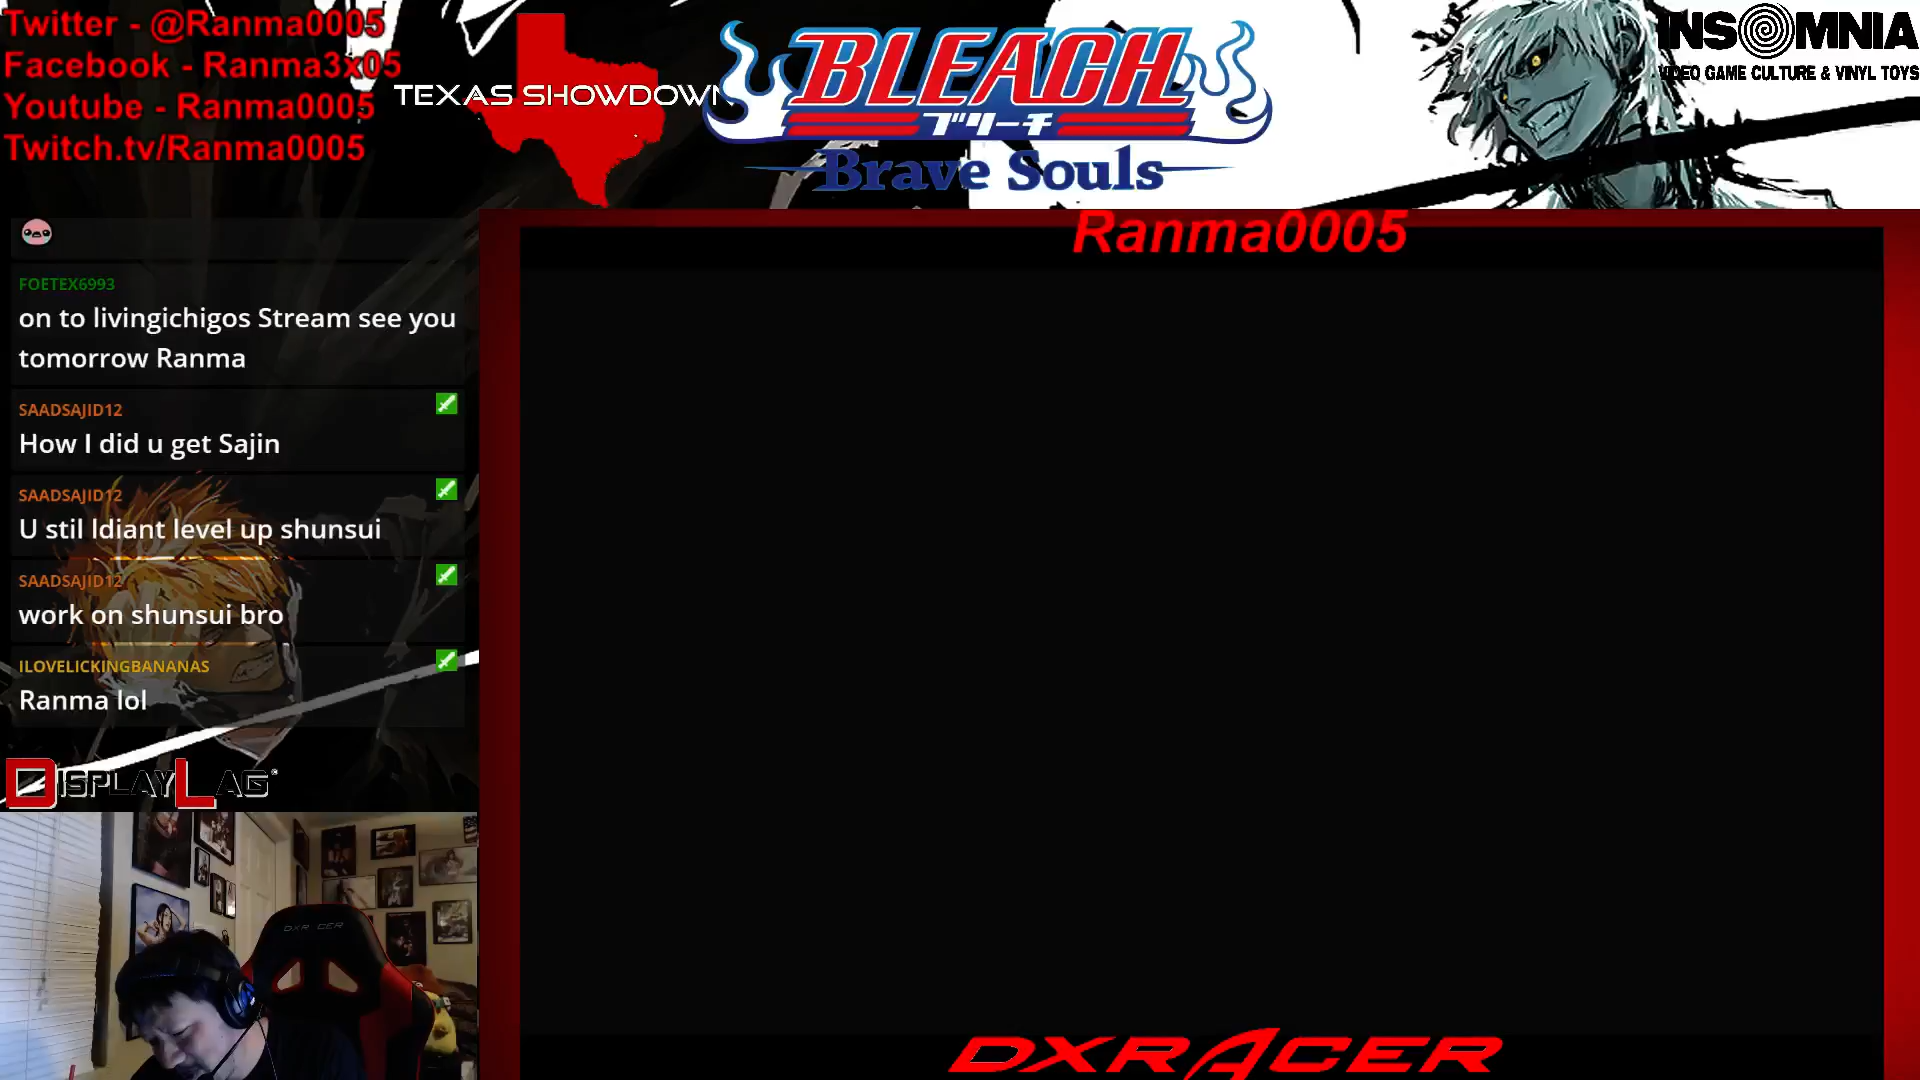 Twitter - @Ranma0005
Facebook - Ranma3x05
Youtube - Ranma0005
Twitch.tv/Ranma0005
TEXAS SHOWDOWN
BLEACH
ブリーチ
Brave Souls
INSOMNIA
VIDEO GAME CULTURE & VINYL TOYS
Ranma0005
FOETEX6993
on to livingichigos Stream see you
tomorrow Ranma
SAADSAJID12
How I did u get Sajin
SAADSAJID12
U stil ldiant level up shunsui
SAADSAJID12
work on shunsui bro
ILOVELICKINGBANANAS
Ranma lol
DISPLAYLAG
DXRACER
DXRACER